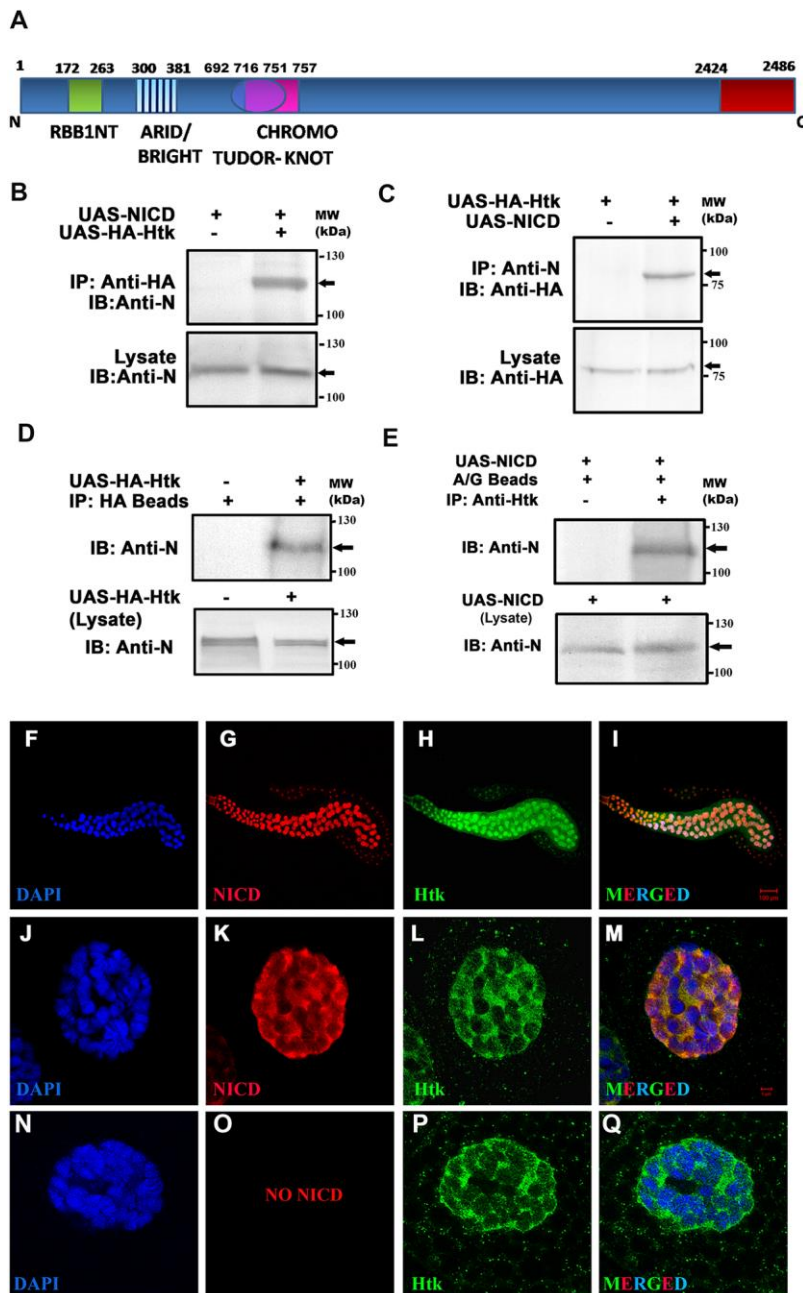 A
1 172 263 300 381 692 716 751 757 2424 2486
N C
RBB1NT ARID/ CHROMO
BRIGHT TUDOR-KNOT
B
UAS-NICD + + MW
UAS-HA-Htk - + (kDa)
IP: Anti-HA
IB:Anti-N
130
100
Lysate
IB:Anti-N
130
100
C
UAS-HA-Htk + + MW
UAS-NICD - + (kDa)
IP: Anti-N
IB: Anti-HA
100
75
Lysate
IB: Anti-HA
100
75
D
UAS-HA-Htk - + MW
IP: HA Beads + + (kDa)
IB: Anti-N
130
100
UAS-HA-Htk - +
(Lysate)
IB: Anti-N
130
100
E
UAS-NICD + +
A/G Beads + + MW
IP: Anti-Htk - + (kDa)
IB: Anti-N
130
100
UAS-NICD + +
(Lysate)
IB: Anti-N
130
100
F G H I
DAPI NICD Htk MERGED
J K L M
DAPI NICD Htk MERGED
N O P Q
NO NICD
DAPI Htk MERGED